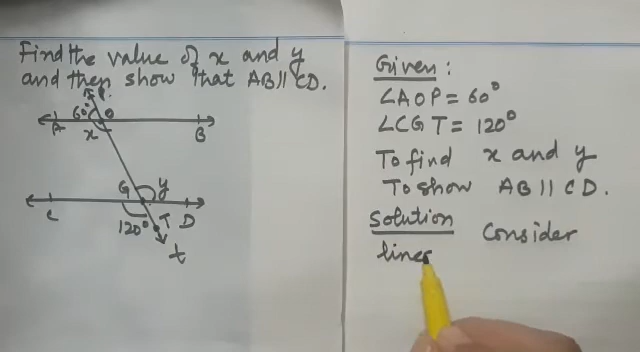 Find the value of x and y
and then show that AB || CD.
P
60° O
A x B
G y
C 120° T D
t
Given :
∠AOP = 60°
∠CGT = 120°
To find x and y
To show AB || CD.
Solution Consider
lines